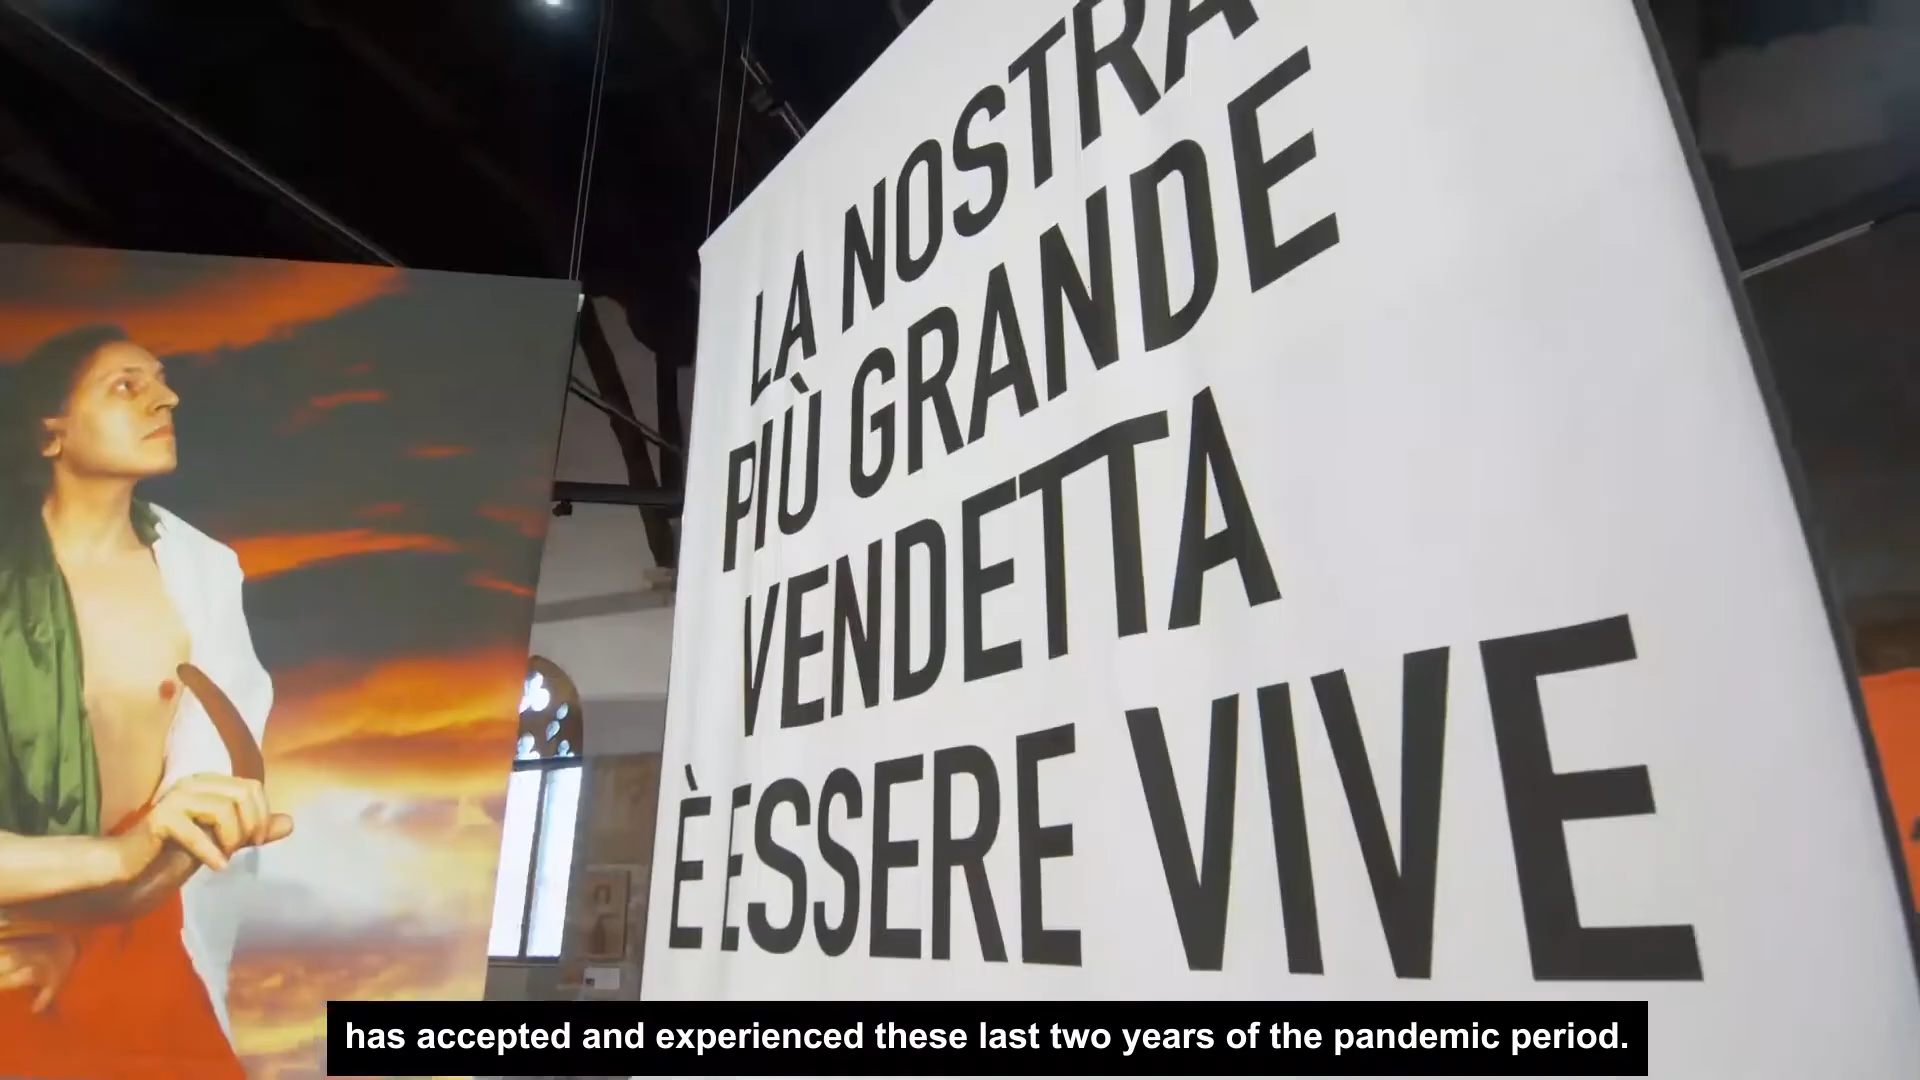 LA NOSTRA
PIÙ GRANDE
VENDETTA
È ESSERE VIVE
has accepted and experienced these last two years of the pandemic period.